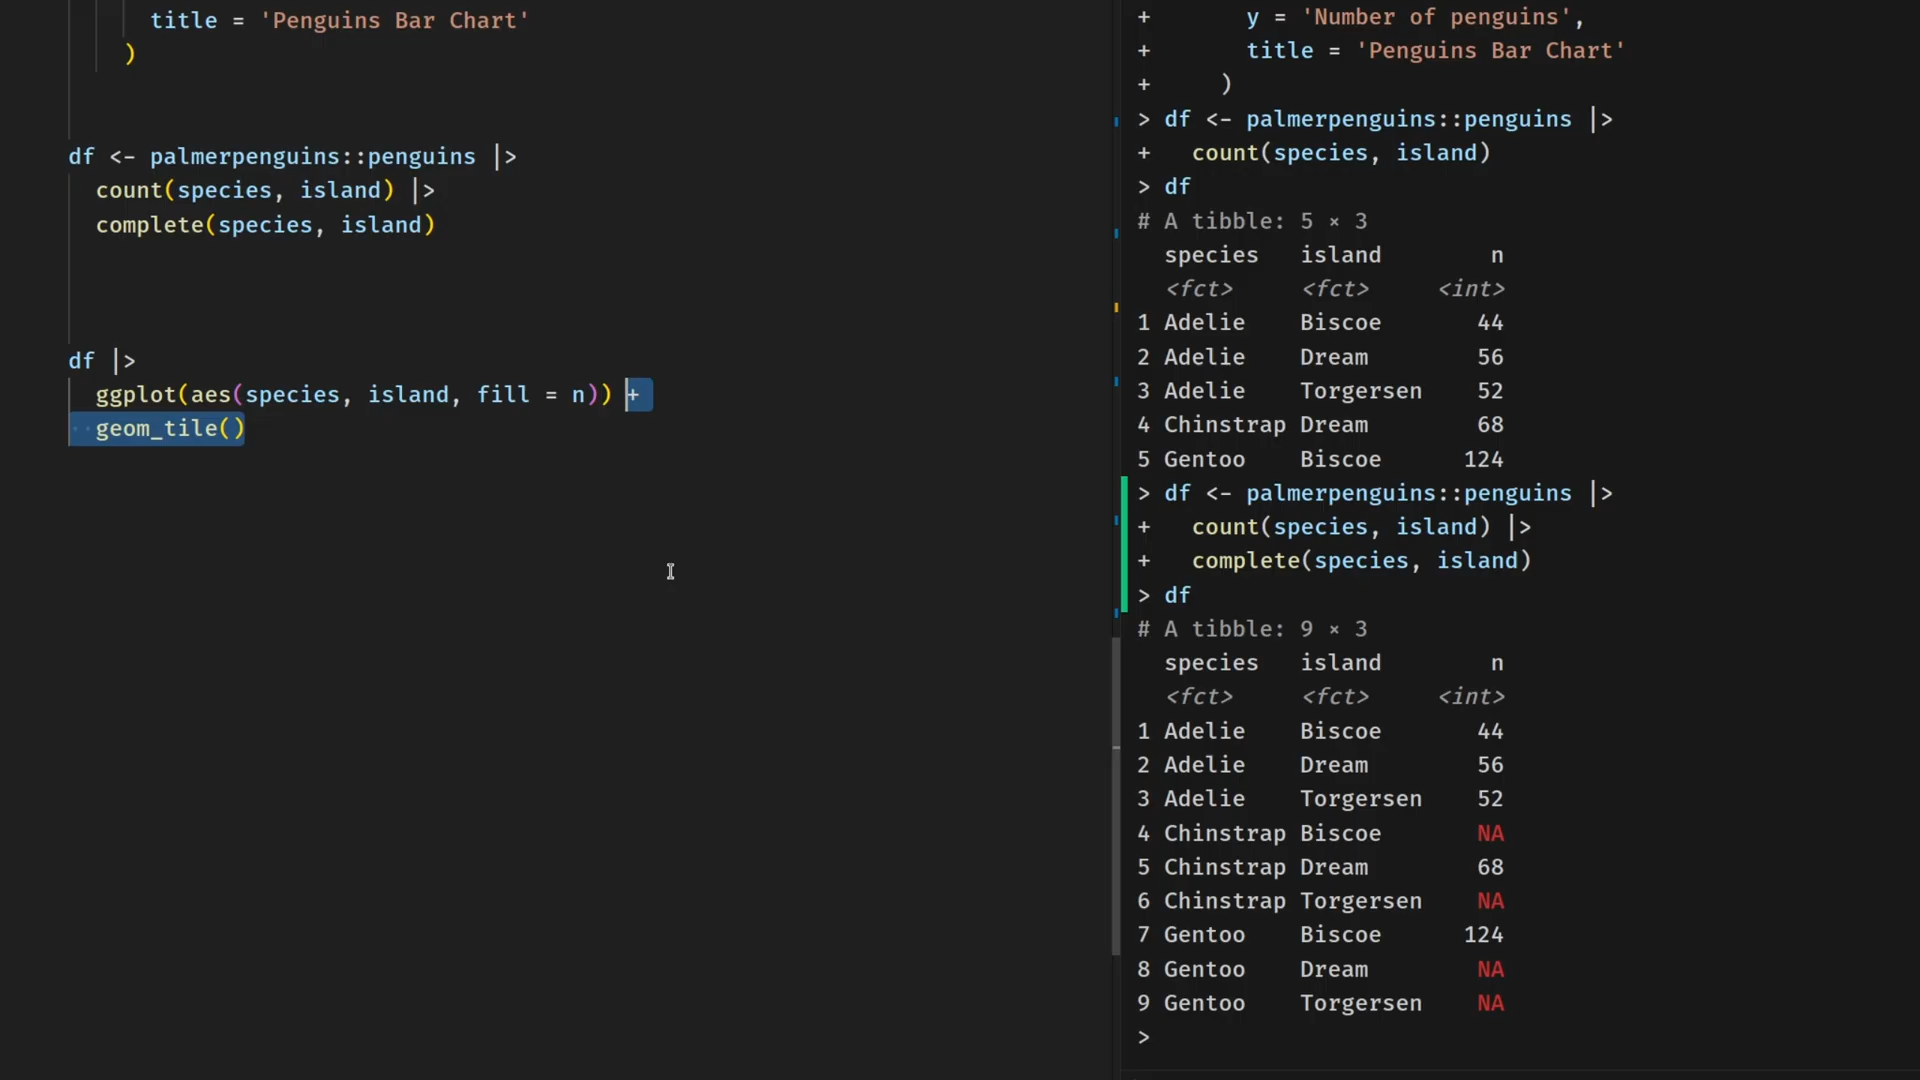 title = 'Penguins Bar Chart'
)
df <- palmerpenguins::penguins |>
count(species, island) |>
complete(species, island)
df |>
ggplot(aes(species, island, fill = n)) +
geom_tile()
+ y = 'Number of penguins',
+ title = 'Penguins Bar Chart'
+ )
> df <- palmerpenguins::penguins |>
+ count(species, island)
> df
# A tibble: 5 × 3
species island n
<fct> <fct> <int>
1 Adelie Biscoe 44
2 Adelie Dream 56
3 Adelie Torgersen 52
4 Chinstrap Dream 68
5 Gentoo Biscoe 124
> df <- palmerpenguins::penguins |>
+ count(species, island) |>
+ complete(species, island)
> df
# A tibble: 9 × 3
species island n
<fct> <fct> <int>
1 Adelie Biscoe 44
2 Adelie Dream 56
3 Adelie Torgersen 52
4 Chinstrap Biscoe NA
5 Chinstrap Dream 68
6 Chinstrap Torgersen NA
7 Gentoo Biscoe 124
8 Gentoo Dream NA
9 Gentoo Torgersen NA
>